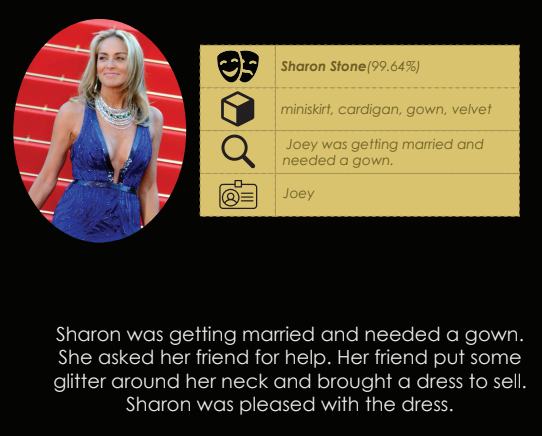 Sharon Stone(99.64%)
miniskirt, cardigan, gown, velvet
Joey was getting married and
needed a gown.
Joey
Sharon was getting married and needed a gown.
She asked her friend for help. Her friend put some
glitter around her neck and brought a dress to sell.
Sharon was pleased with the dress.